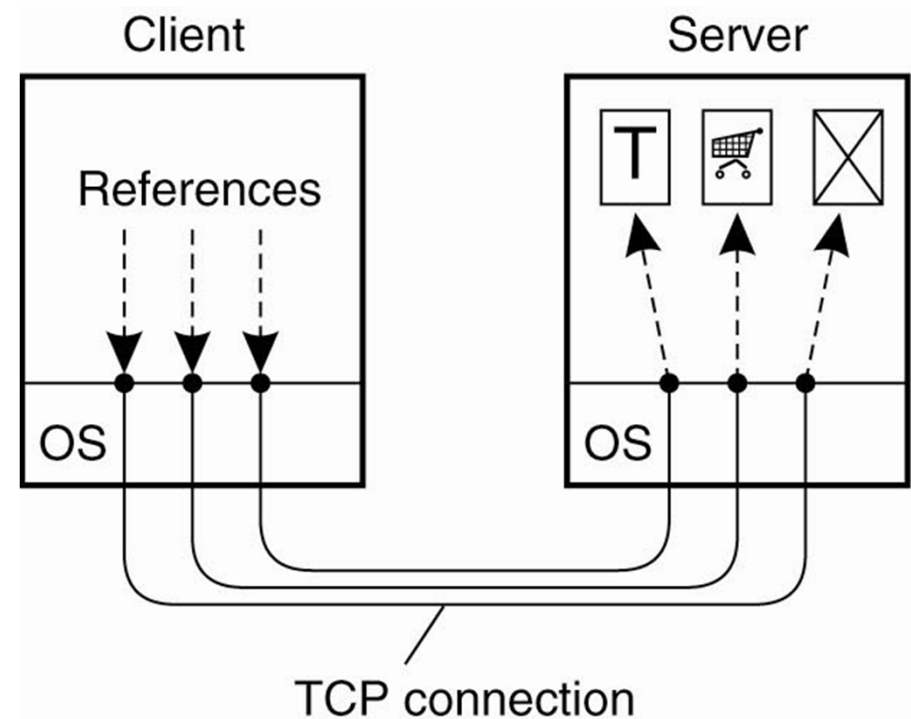 Client
Server
References
T
OS
OS
TCP connection